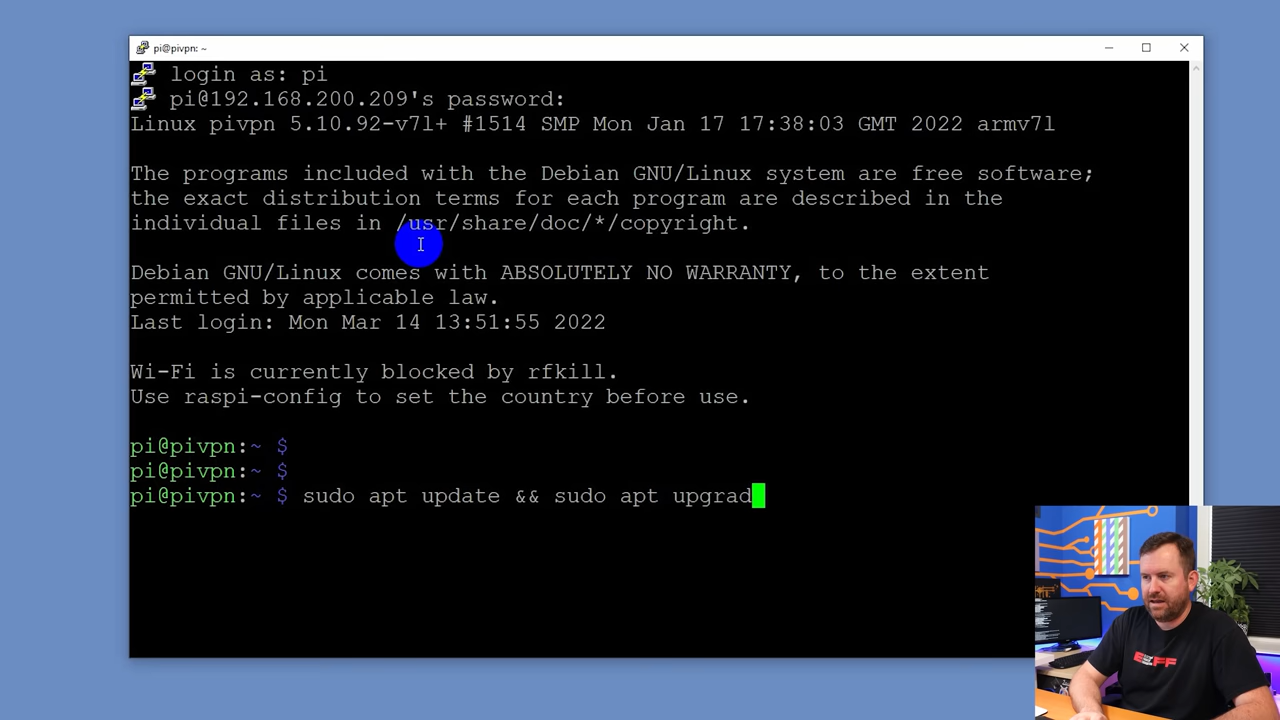 pi@pivpn: ~
login as: pi
pi@192.168.200.209's password:
Linux pivpn 5.10.92-v7l+ #1514 SMP Mon Jan 17 17:38:03 GMT 2022 armv7l
The programs included with the Debian GNU/Linux system are free software;
the exact distribution terms for each program are described in the
individual files in /usr/share/doc/*/copyright.
Debian GNU/Linux comes with ABSOLUTELY NO WARRANTY, to the extent
permitted by applicable law.
Last login: Mon Mar 14 13:51:55 2022
Wi-Fi is currently blocked by rfkill.
Use raspi-config to set the country before use.
pi@pivpn:~ $
pi@pivpn:~ $
pi@pivpn:~ $ sudo apt update && sudo apt upgrad